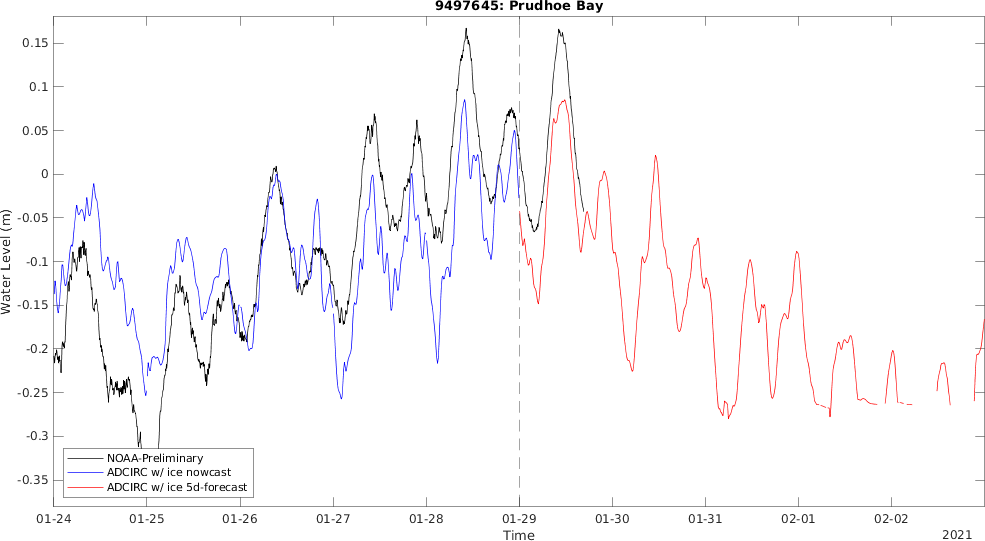 9497645: Prudhoe Bay
Water Level (m)
0.15
0.1
0.05
0
-0.05
-0.1
-0.15
-0.2
-0.25
-0.3
-0.35
NOAA-Preliminary
ADCIRC w/ ice nowcast
ADCIRC w/ ice 5d-forecast
01-24 01-25 01-26 01-27 01-28 01-29 01-30 01-31 02-01 02-02
Time
2021